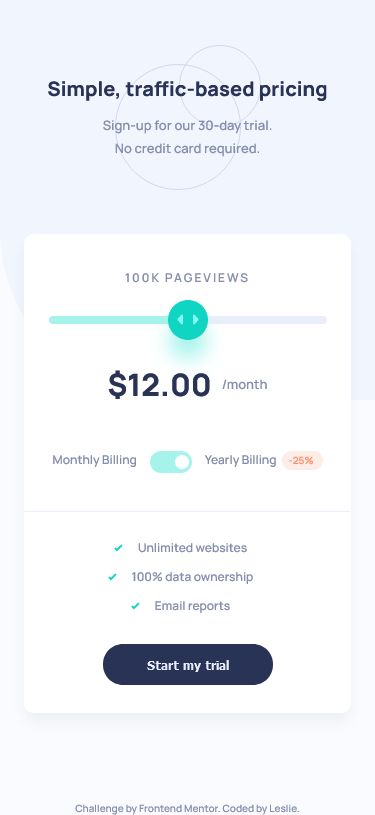 Simple, traffic-based pricing
Sign-up for our 30-day trial.
No credit card required.
100K PAGEVIEWS
$12.00 /month
Monthly Billing Yearly Billing -25%
Unlimited websites
100% data ownership
Email reports
Start my trial
Challenge by Frontend Mentor. Coded by Leslie.